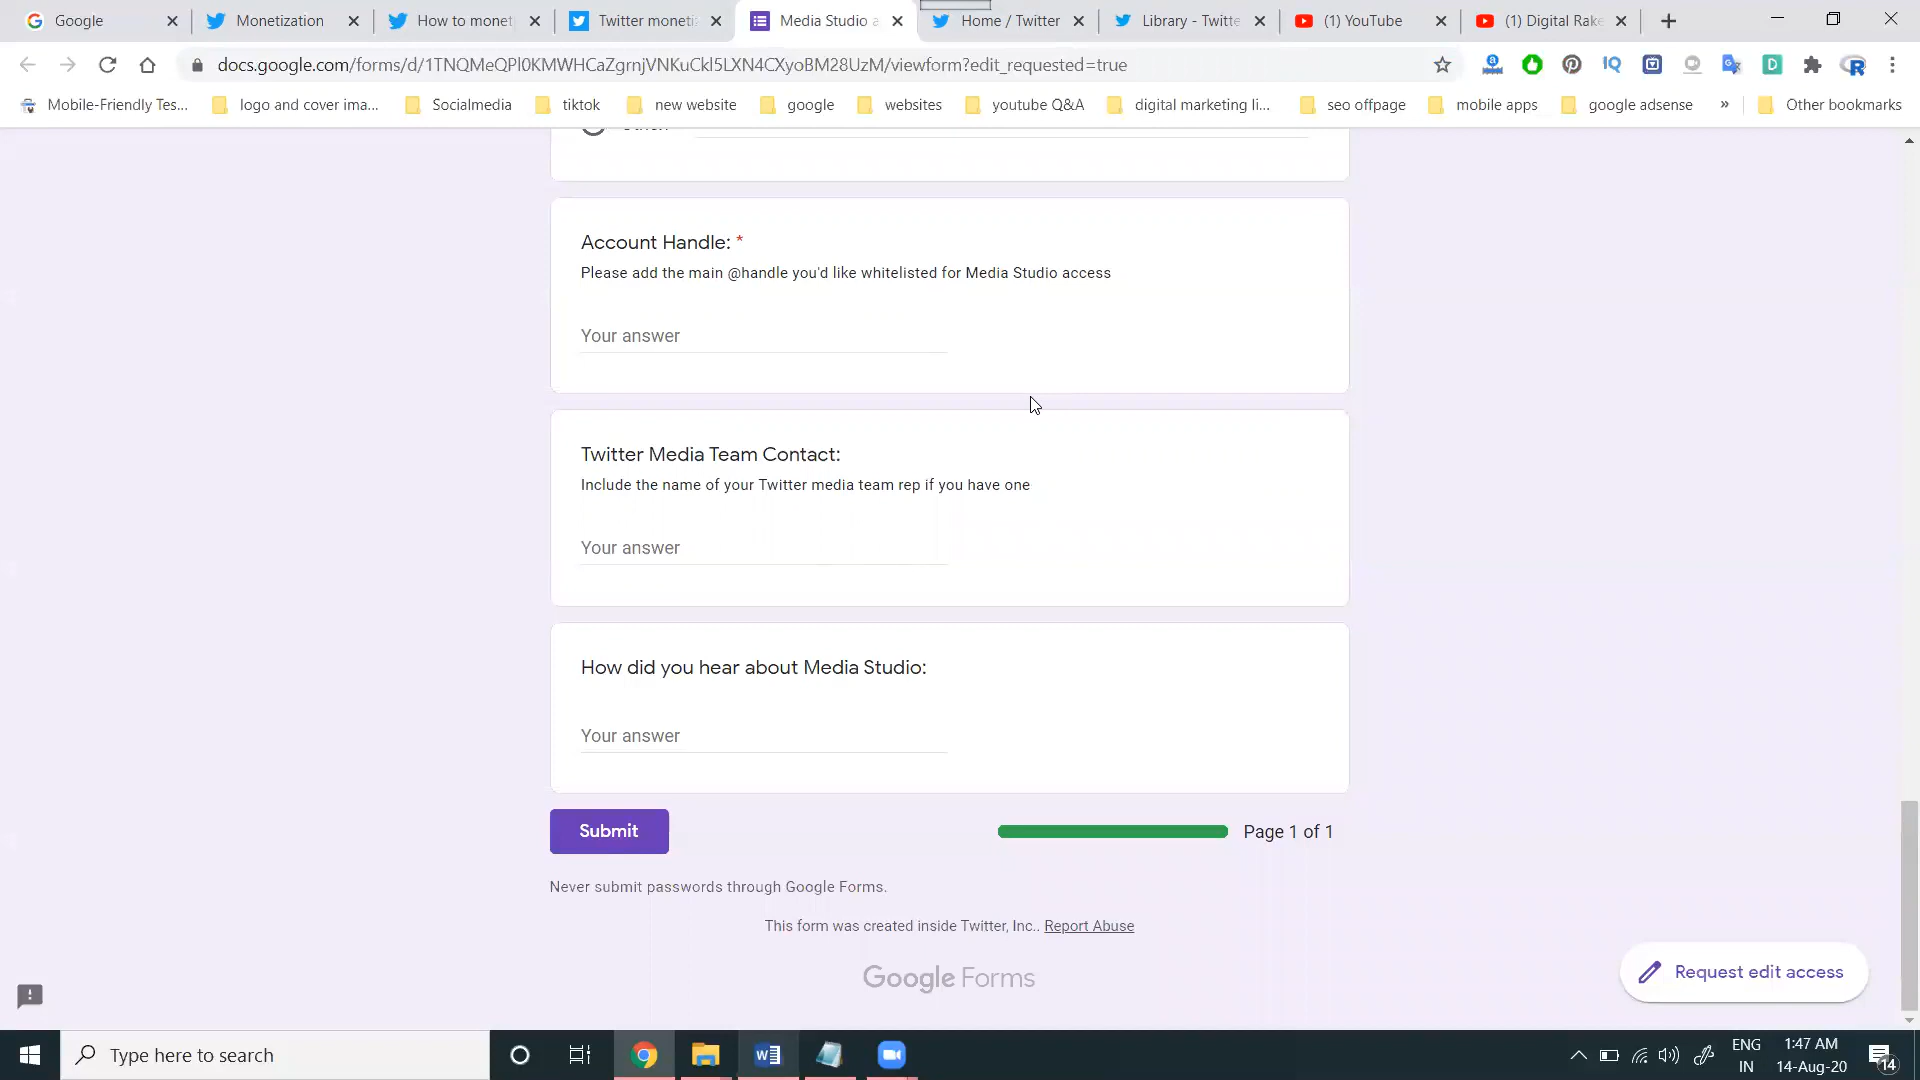 Google
Monetization
How to monet
Twitter moneti
Media Studio a
Home / Twitter
Library - Twitte
(1) YouTube
(1) Digital Rake
docs.google.com/forms/d/1TNQMeQPl0KMWHCaZgrnjVNKuCkl5LXN4CXyoBM28UzM/viewform?edit_requested=true
Mobile-Friendly Tes...
logo and cover ima...
Socialmedia
tiktok
new website
google
websites
youtube Q&A
digital marketing li...
seo offpage
mobile apps
google adsense
»
Other bookmarks
Account Handle: *
Please add the main @handle you'd like whitelisted for Media Studio access
Your answer
Twitter Media Team Contact:
Include the name of your Twitter media team rep if you have one
Your answer
How did you hear about Media Studio:
Your answer
Submit
Page 1 of 1
Never submit passwords through Google Forms.
This form was created inside Twitter, Inc.. Report Abuse
Google Forms
Request edit access
Type here to search
ENG
IN
1:47 AM
14-Aug-20
14